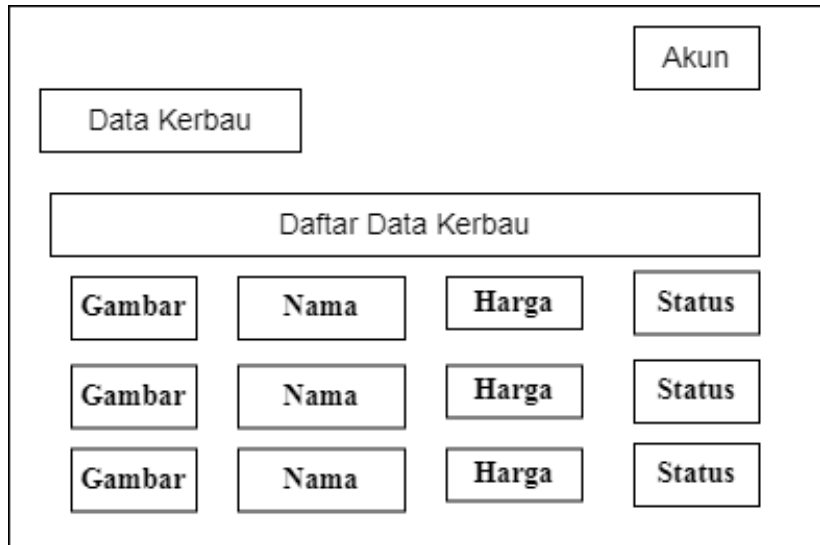 Akun
Data Kerbau
Daftar Data Kerbau
Gambar Nama Harga Status
Gambar Nama Harga Status
Gambar Nama Harga Status